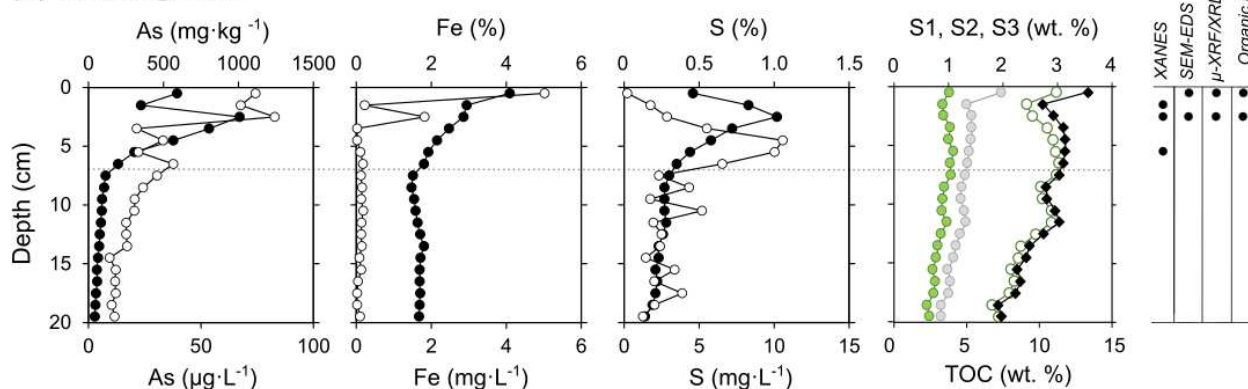 As (mg·kg⁻¹)
Fe (%)
S (%)
S1, S2, S3 (wt. %)
XANES
SEM-EDS
μ-XRF/XRD
Organic
0 500 1000 1500
0 2 4 6
0 0.5 1.0 1.5
0 1 2 3 4
Depth (cm)
0
5
10
15
20
0 50 100
0 2 4 6
0 5 10 15
0 5 10 15
As (μg·L⁻¹)
Fe (mg·L⁻¹)
S (mg·L⁻¹)
TOC (wt. %)